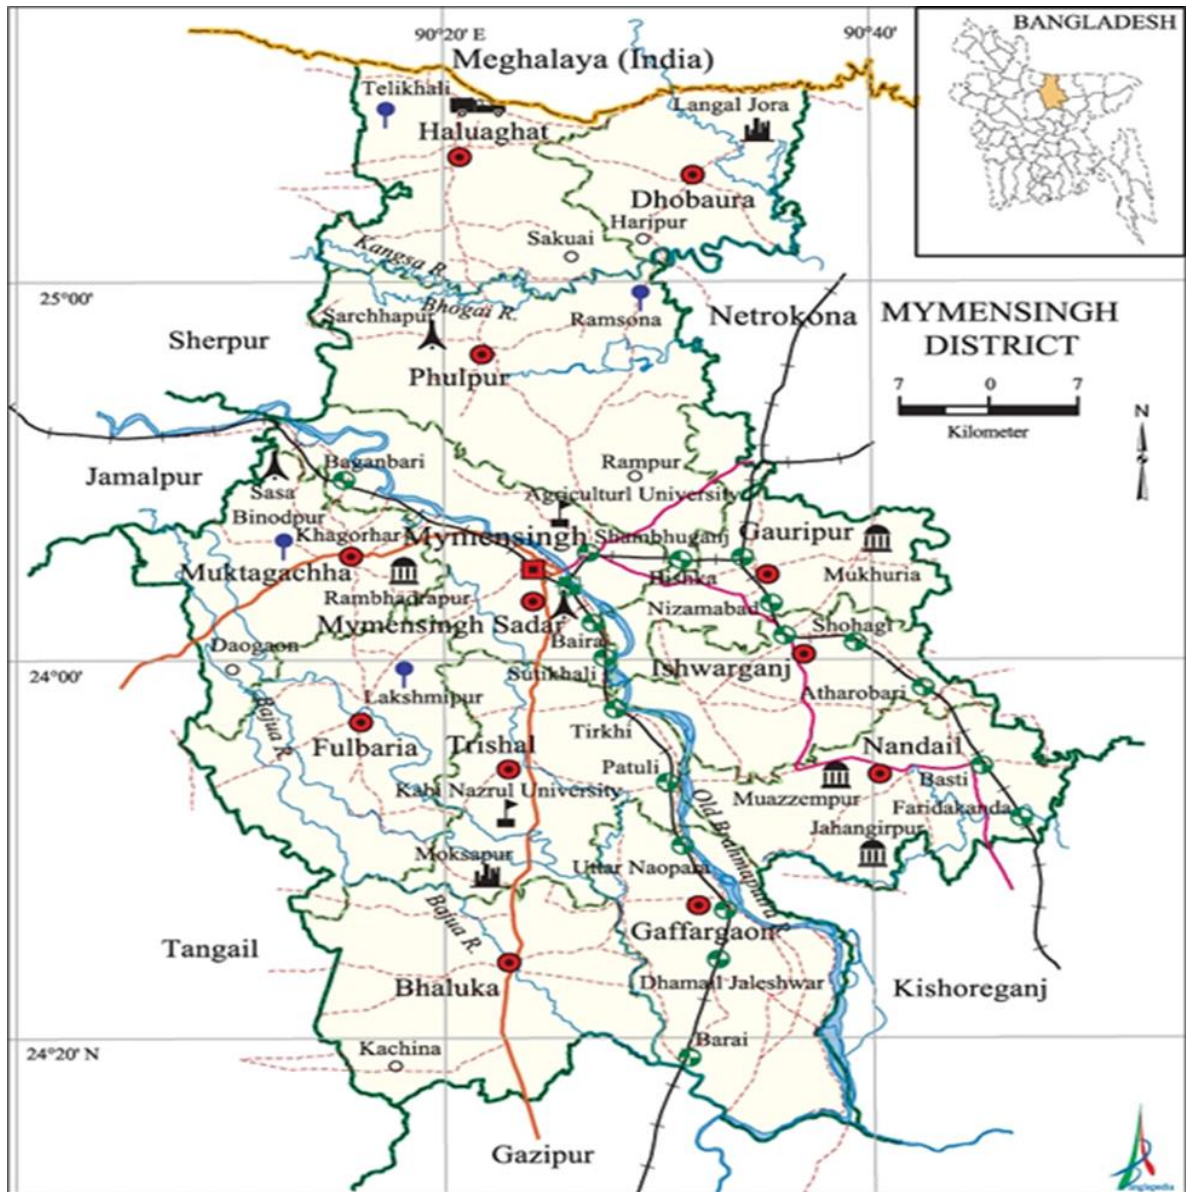 BANGLADESH
90°20' E
90°40'
Meghalaya (India)
Telikhali
Langal Jora
Haluaghat
Dhobaura
Haripur
Sakuai
Kangsa R.
25°00'
Bhogai R.
Sarchhapur
Ramsona
Netrokona
MYMENSINGH
DISTRICT
Sherpur
Phulpur
7 0 7
Kilometer
N
Jamalpur
Baganbari
Rampur
Sasa
Agriculturl University
Binodpur
Khagorhar
Mymensingh
Shambhuganj
Gauripur
Muktagachha
Bishka
Mukhuria
Rambhadrapur
Nizamabad
Mymensingh Sadar
Shohagi
Baira
Daogaon
Sutikhali
Ishwarganj
24°00'
Lakshmipur
Atharobari
Bajua R.
Tirkhi
Fulbaria
Trishal
Nandail
Patuli
Basti
Kabi Nazrul University
Muazzempur
Faridakanda
Old Brahmaputra R.
Jahangirpur
Moksapur
Uttar Naopara
Bajua R.
Gaffargaon
Tangail
Bhaluka
Dhamail Jaleshwar
Kishoreganj
Kachina
Barai
24°20' N
Gazipur
Banglapedia